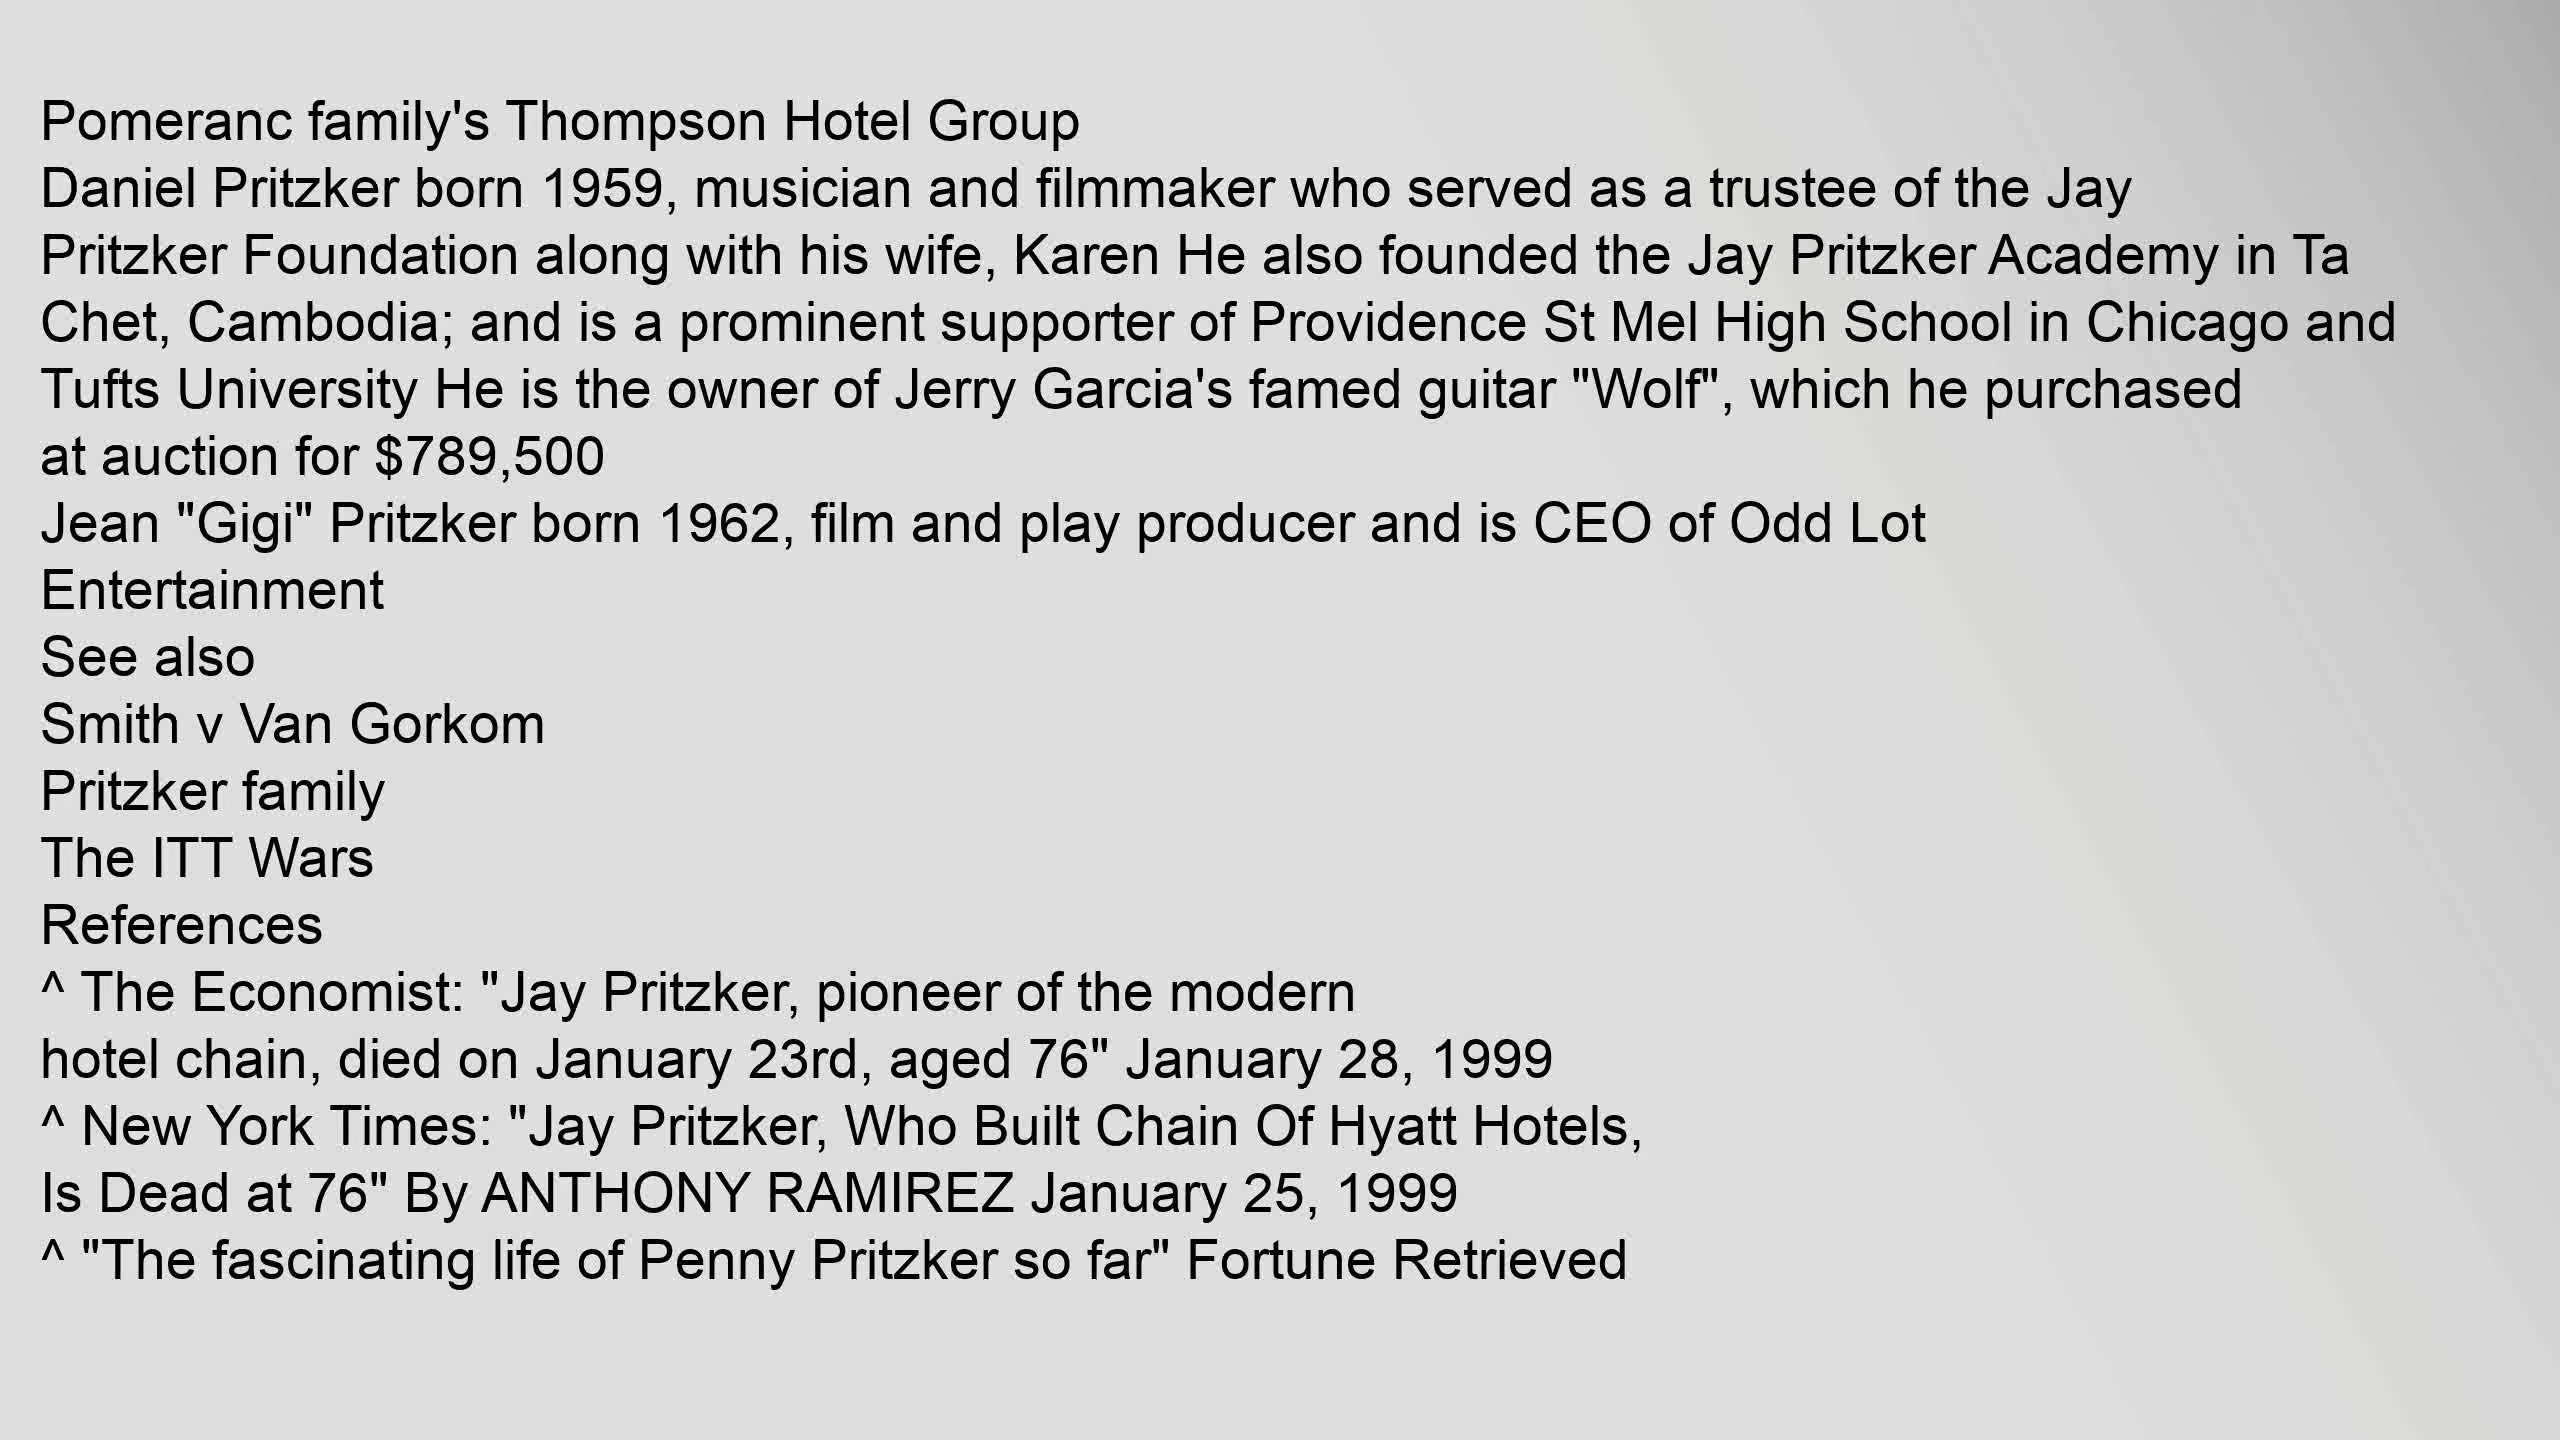 Pomeranc family's Thompson Hotel Group
Daniel Pritzker born 1959, musician and filmmaker who served as a trustee of the Jay
Pritzker Foundation along with his wife, Karen He also founded the Jay Pritzker Academy in Ta
Chet, Cambodia; and is a prominent supporter of Providence St Mel High School in Chicago and
Tufts University He is the owner of Jerry Garcia's famed guitar "Wolf", which he purchased
at auction for $789,500
Jean "Gigi" Pritzker born 1962, film and play producer and is CEO of Odd Lot
Entertainment
See also
Smith v Van Gorkom
Pritzker family
The ITT Wars
References
^ The Economist: "Jay Pritzker, pioneer of the modern
hotel chain, died on January 23rd, aged 76" January 28, 1999
^ New York Times: "Jay Pritzker, Who Built Chain Of Hyatt Hotels,
Is Dead at 76" By ANTHONY RAMIREZ January 25, 1999
^ "The fascinating life of Penny Pritzker so far" Fortune Retrieved